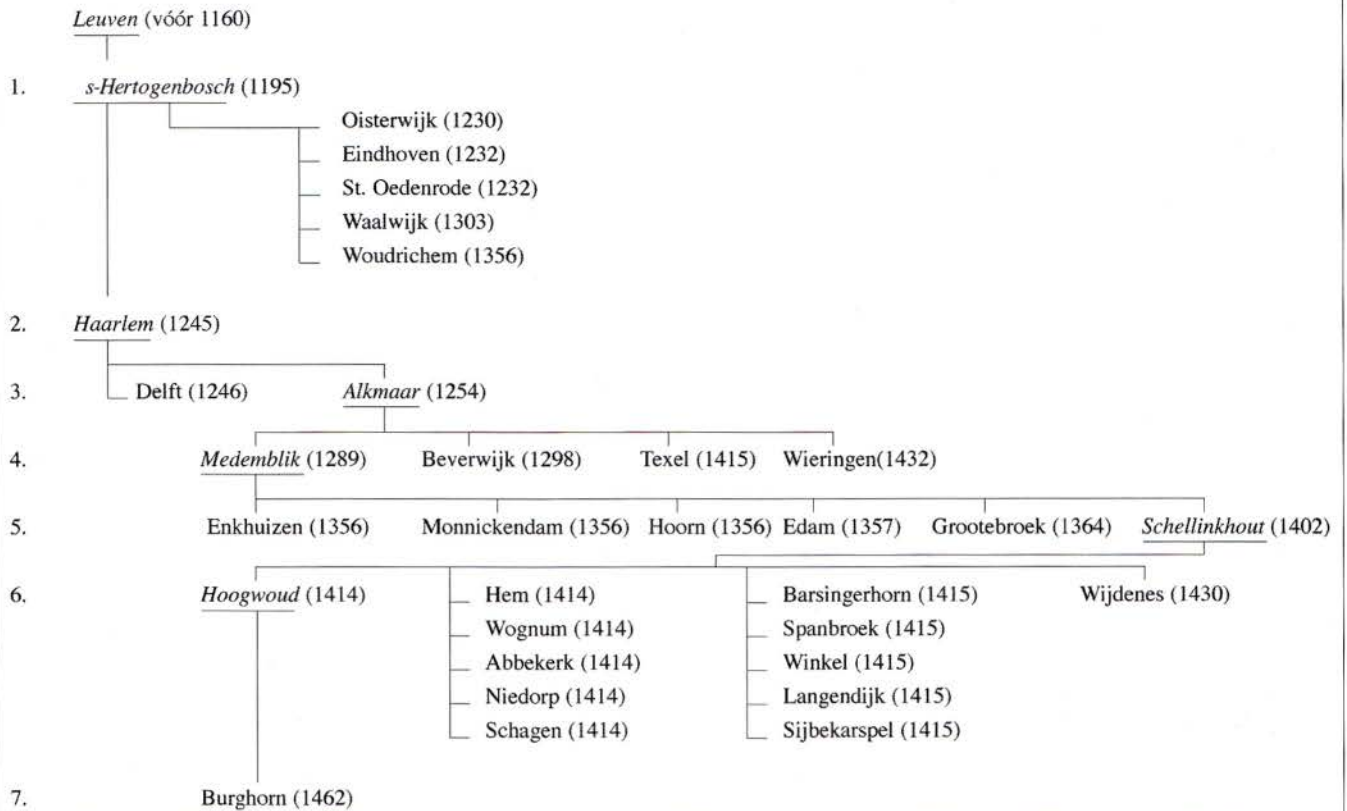 Leuven (vóór 1160)
1. s-Hertogenbosch (1195)
Oisterwijk (1230)
Eindhoven (1232)
St. Oedenrode (1232)
Waalwijk (1303)
Woudrichem (1356)
2. Haarlem (1245)
3. Delft (1246) Alkmaar (1254)
4. Medemblik (1289) Beverwijk (1298) Texel (1415) Wieringen(1432)
5. Enkhuizen (1356) Monnickendam (1356) Hoorn (1356) Edam (1357) Grootebroek (1364) Schellinkhout (1402)
6. Hoogwoud (1414) Hem (1414) Barsingerhorn (1415) Wijdenes (1430)
Wognum (1414) Spanbroek (1415)
Abbekerk (1414) Winkel (1415)
Niedorp (1414) Langendijk (1415)
Schagen (1414) Sijbekarspel (1415)
7. Burghorn (1462)